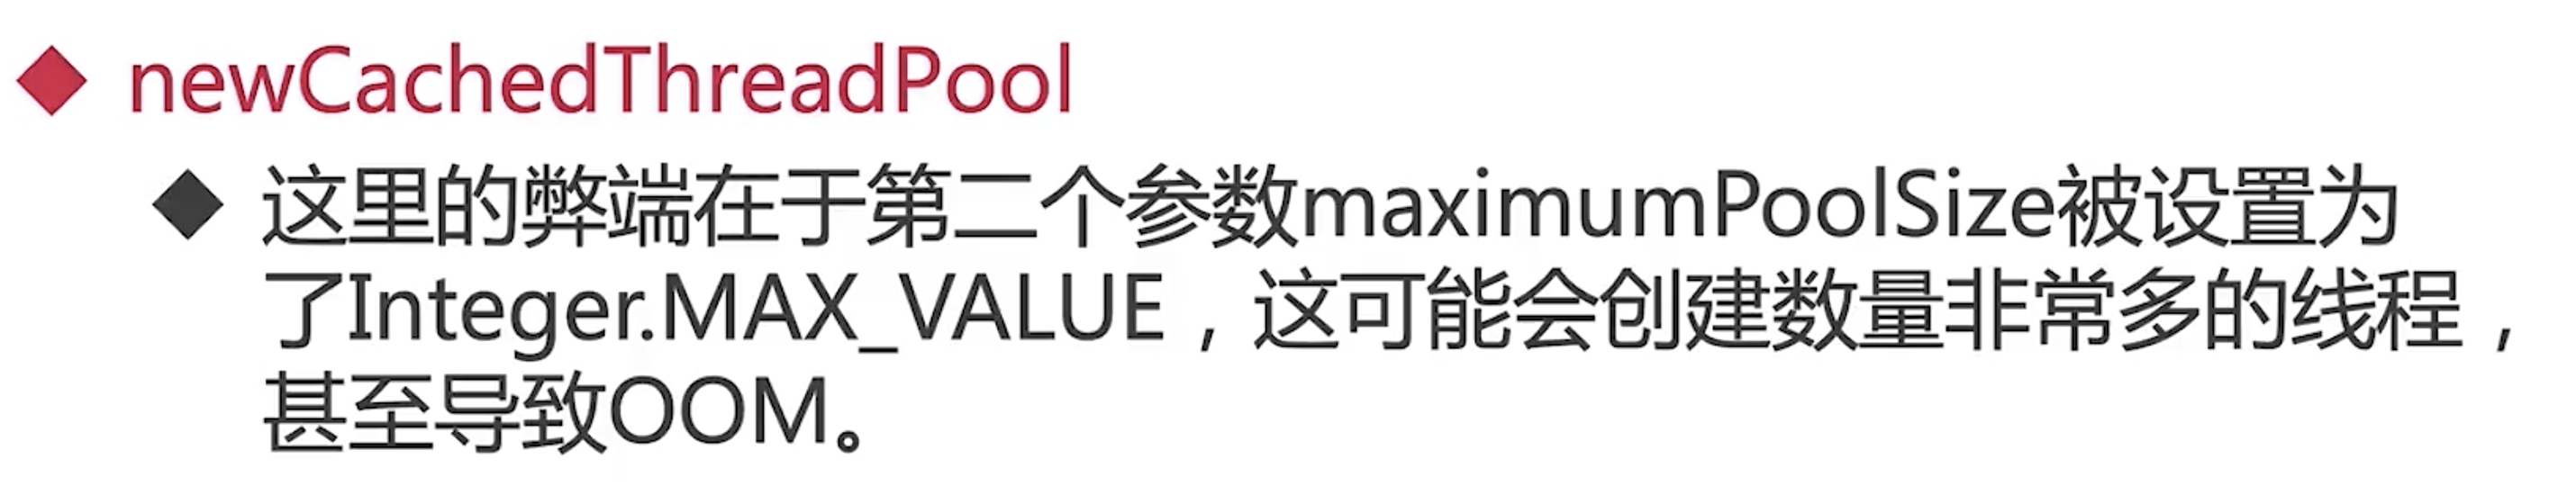 newCachedThreadPool
这里的弊端在于第二个参数maximumPoolSize被设置为
了Integer.MAX_VALUE，这可能会创建数量非常多的线程，
甚至导致OOM。